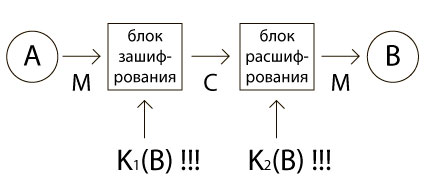 A
M
блок
зашиф-
рования
C
блок
расшиф-
рования
M
B
K₁(B) !!!
K₂(B) !!!